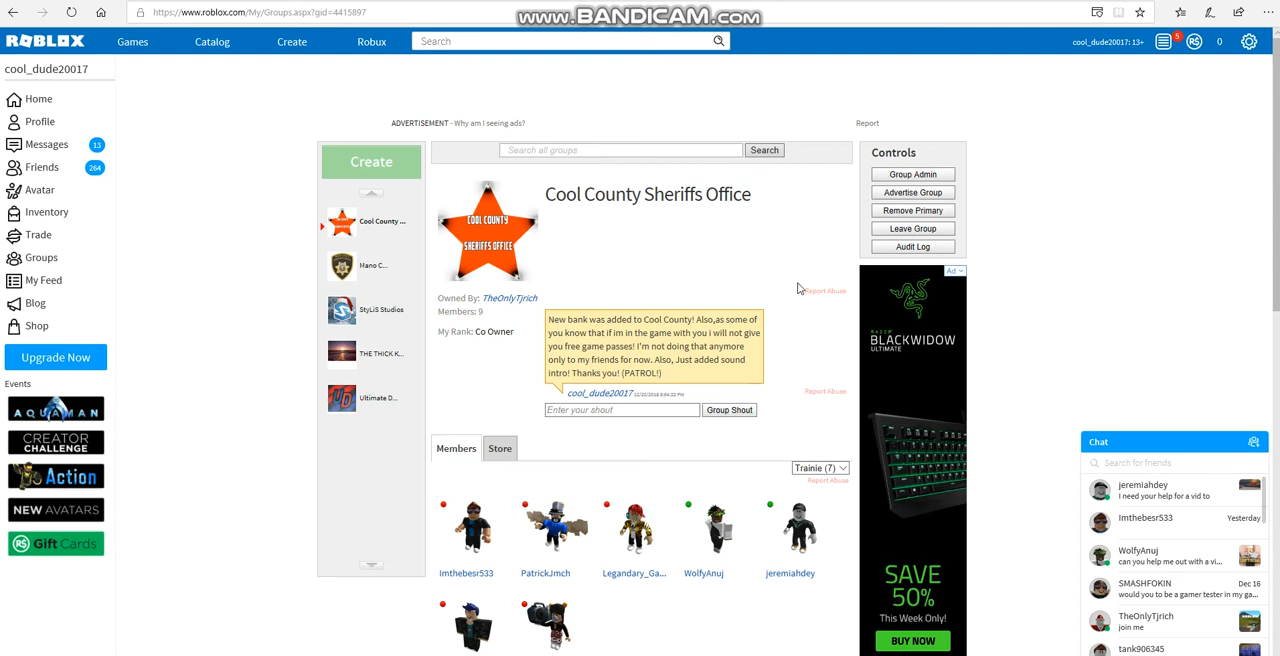 https://www.roblox.com/My/Groups.aspx?gid=4415897
www.BANDICAM.com
ROBLOX
Games
Catalog
Create
Robux
Search
cool_dude20017: 13+
5
0
cool_dude20017
Home
Profile
Messages 13
Friends 264
Avatar
Inventory
Trade
Groups
My Feed
Blog
Shop
Upgrade Now
Events
AQUAMAN
CREATOR
CHALLENGE
Action
NEW AVATARS
Gift Cards
ADVERTISEMENT - Why am I seeing ads?
Report
Create
Cool County ...
Mano C...
StyLiS Studios
THE THICK K...
Ultimate D...
Search all groups
Search
COOL COUNTY
SHERIFFS OFFICE
Cool County Sheriffs Office
Owned By: TheOnlyTjrich
Members: 9
My Rank: Co Owner
Report Abuse
New bank was added to Cool County! Also,as some of
you know that if im in the game with you i will not give
you free game passes! I'm not doing that anymore
only to my friends for now. Also, Just added sound
intro! Thank you! (PATROL!)
cool_dude20017
Report Abuse
Enter your shout
Group Shout
Members
Store
Trainie (7)
Report Abuse
Imthebesr533
PatrickJmch
Legandary_Ga...
WolfyAnuj
jeremiahdey
Controls
Group Admin
Advertise Group
Remove Primary
Leave Group
Audit Log
Ad
RAZER
BLACKWIDOW
ULTIMATE
SAVE
50%
This Week Only!
BUY NOW
Chat
Search for friends
jeremiahdey
I need your help for a vid to
Imthebesr533
Yesterday
WolfyAnuj
can you help me out with a vi...
SMASHFOKIN
Dec 16
would you to be a gamer tester in my ga...
TheOnlyTjrich
join me
tank906345